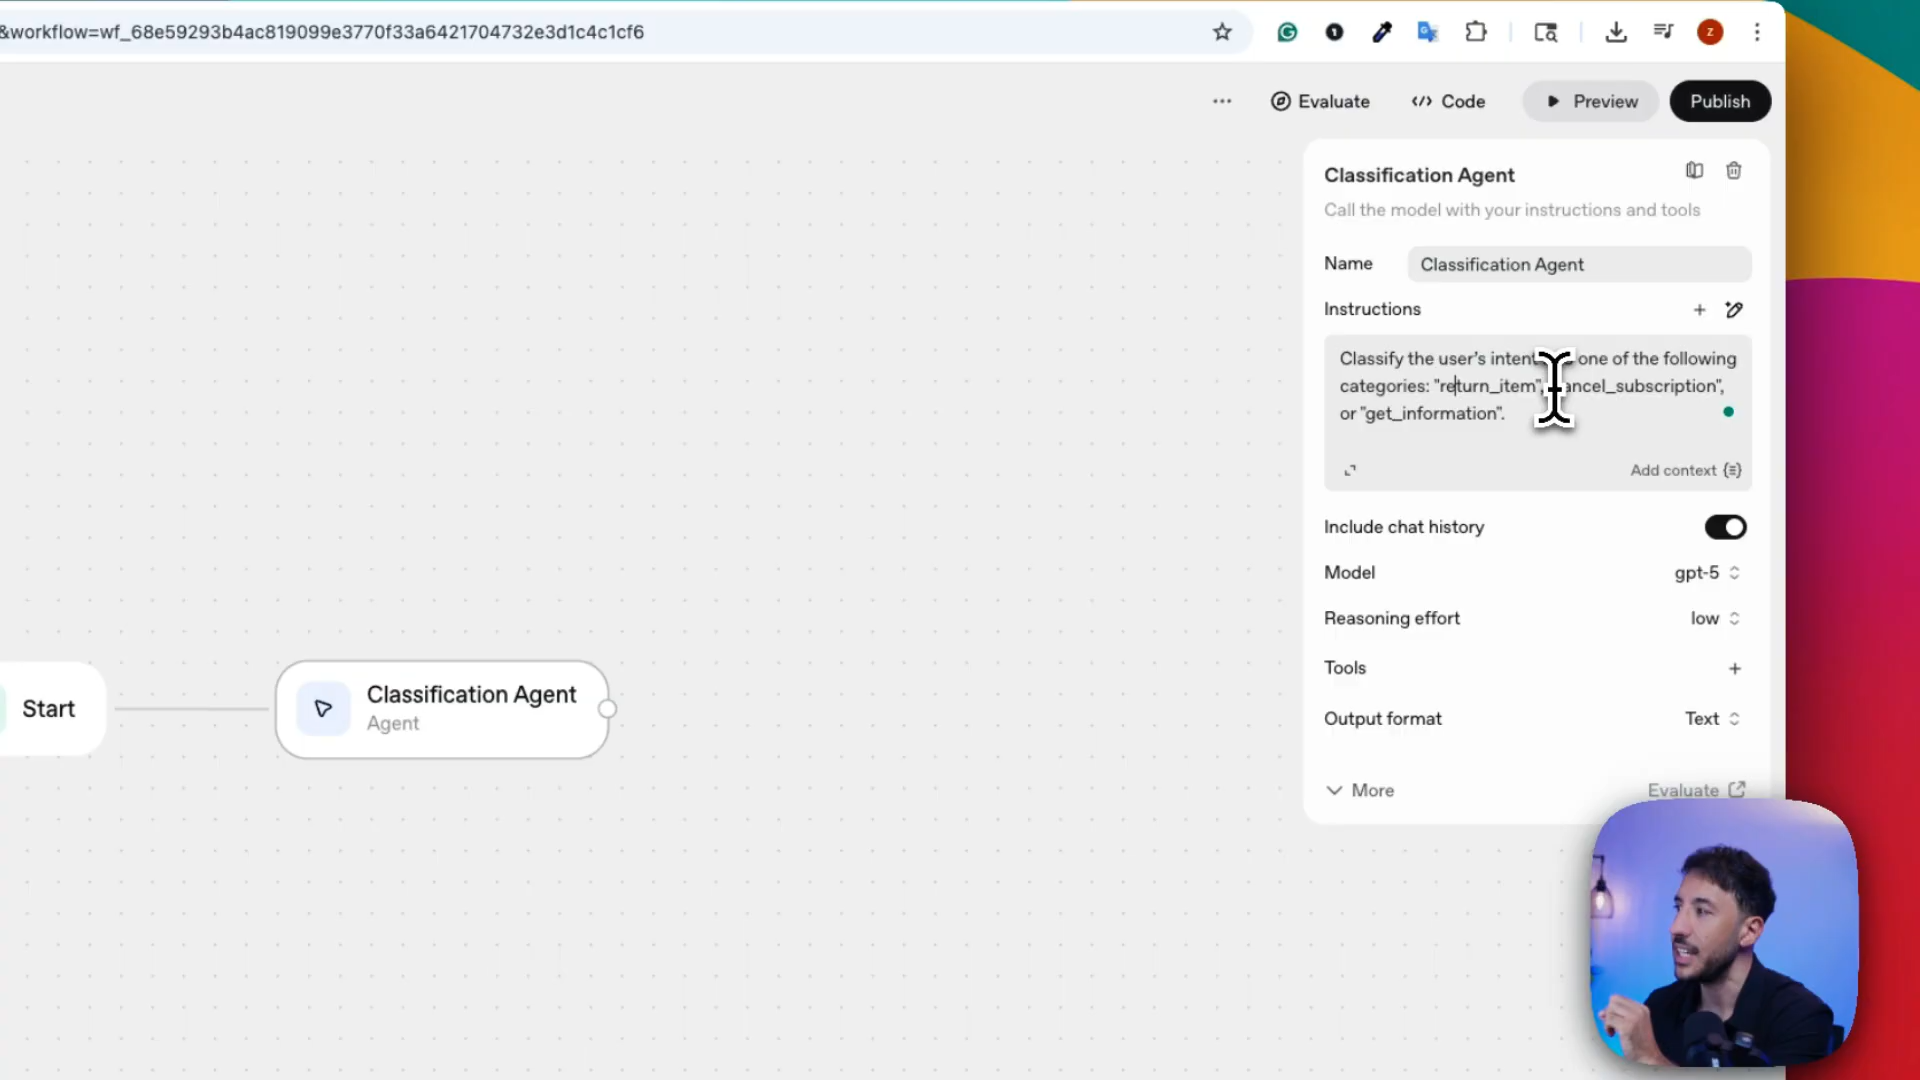 &workflow=wf_68e59293b4ac819099e3770f33a6421704732e3d1c4c1cf6
z
Evaluate
Code
Preview
Publish
Classification Agent
Call the model with your instructions and tools
Name
Classification Agent
Instructions
Classify the user's intent one of the following
categories: "return_item", ancel_subscription",
or "get_information".
Add context
Include chat history
Model
gpt-5
Reasoning effort
low
Tools
Output format
Text
More
Evaluate
Start
Classification Agent
Agent